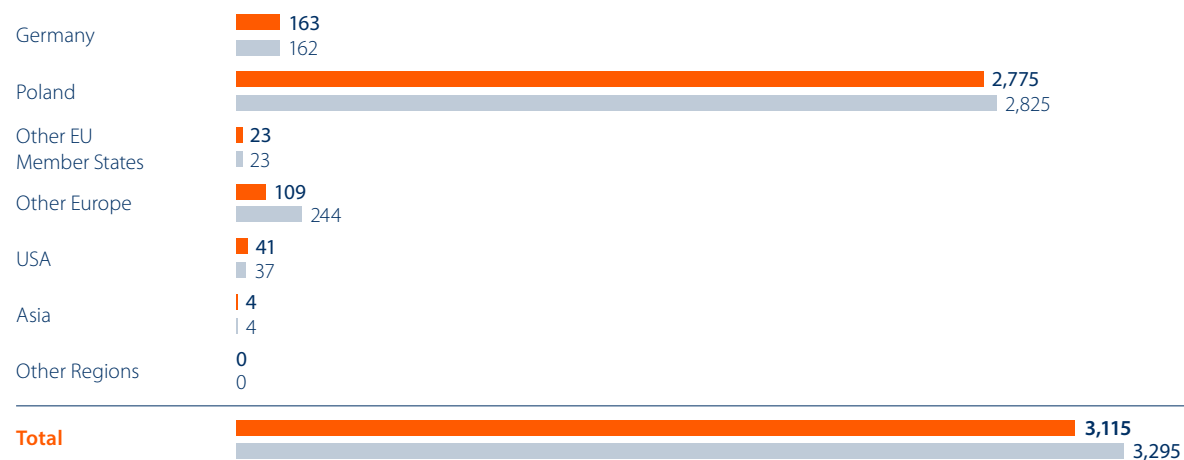 Germany
163
162
Poland
2,775
2,825
Other EU
Member States
23
23
Other Europe
109
244
USA
41
37
Asia
4
4
Other Regions
0
0
Total
3,115
3,295